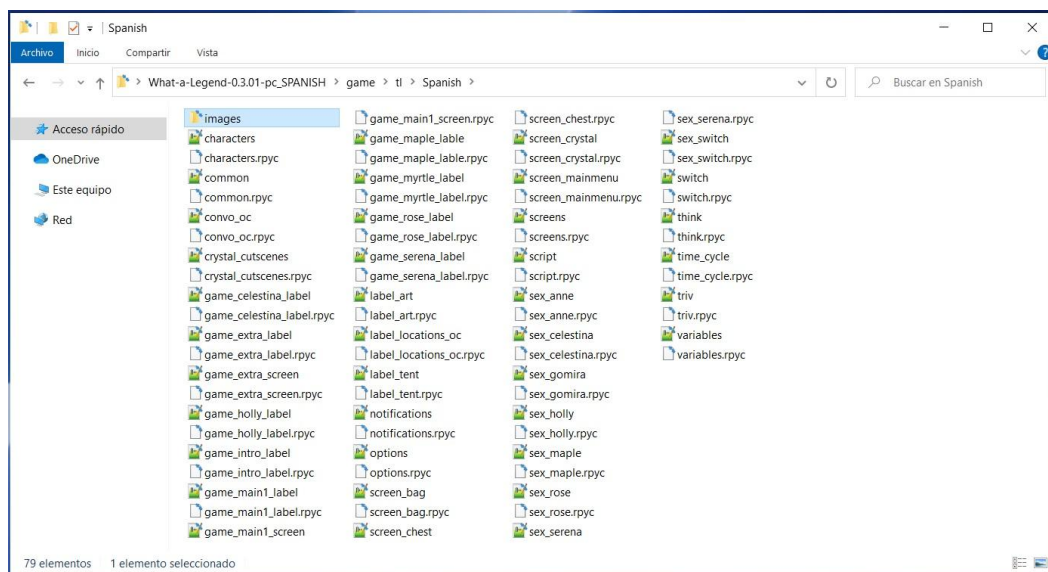 Spanish
Archivo Inicio Compartir Vista
What-a-Legend-0.3.01-pc_SPANISH > game > tl > Spanish >
Buscar en Spanish
Acceso rápido
OneDrive
Este equipo
Red
images
characters
characters.rpyc
common
common.rpyc
convo_oc
convo_oc.rpyc
crystal_cutscenes
crystal_cutscenes.rpyc
game_celestina_label
game_celestina_label.rpyc
game_extra_label
game_extra_label.rpyc
game_extra_screen
game_extra_screen.rpyc
game_holly_label
game_holly_label.rpyc
game_intro_label
game_intro_label.rpyc
game_main1_label
game_main1_label.rpyc
game_main1_screen
game_main1_screen.rpyc
game_maple_lable
game_maple_lable.rpyc
game_myrtle_label
game_myrtle_label.rpyc
game_rose_label
game_rose_label.rpyc
game_serena_label
game_serena_label.rpyc
label_art
label_art.rpyc
label_locations_oc
label_locations_oc.rpyc
label_tent
label_tent.rpyc
notifications
notifications.rpyc
options
options.rpyc
screen_bag
screen_bag.rpyc
screen_chest
screen_chest.rpyc
screen_crystal
screen_crystal.rpyc
screen_mainmenu
screen_mainmenu.rpyc
screens
screens.rpyc
script
script.rpyc
sex_anne
sex_anne.rpyc
sex_celestina
sex_celestina.rpyc
sex_gomira
sex_gomira.rpyc
sex_holly
sex_holly.rpyc
sex_maple
sex_maple.rpyc
sex_rose
sex_rose.rpyc
sex_serena
sex_serena.rpyc
sex_switch
sex_switch.rpyc
switch
switch.rpyc
think
think.rpyc
time_cycle
time_cycle.rpyc
triv
triv.rpyc
variables
variables.rpyc
79 elementos 1 elemento seleccionado